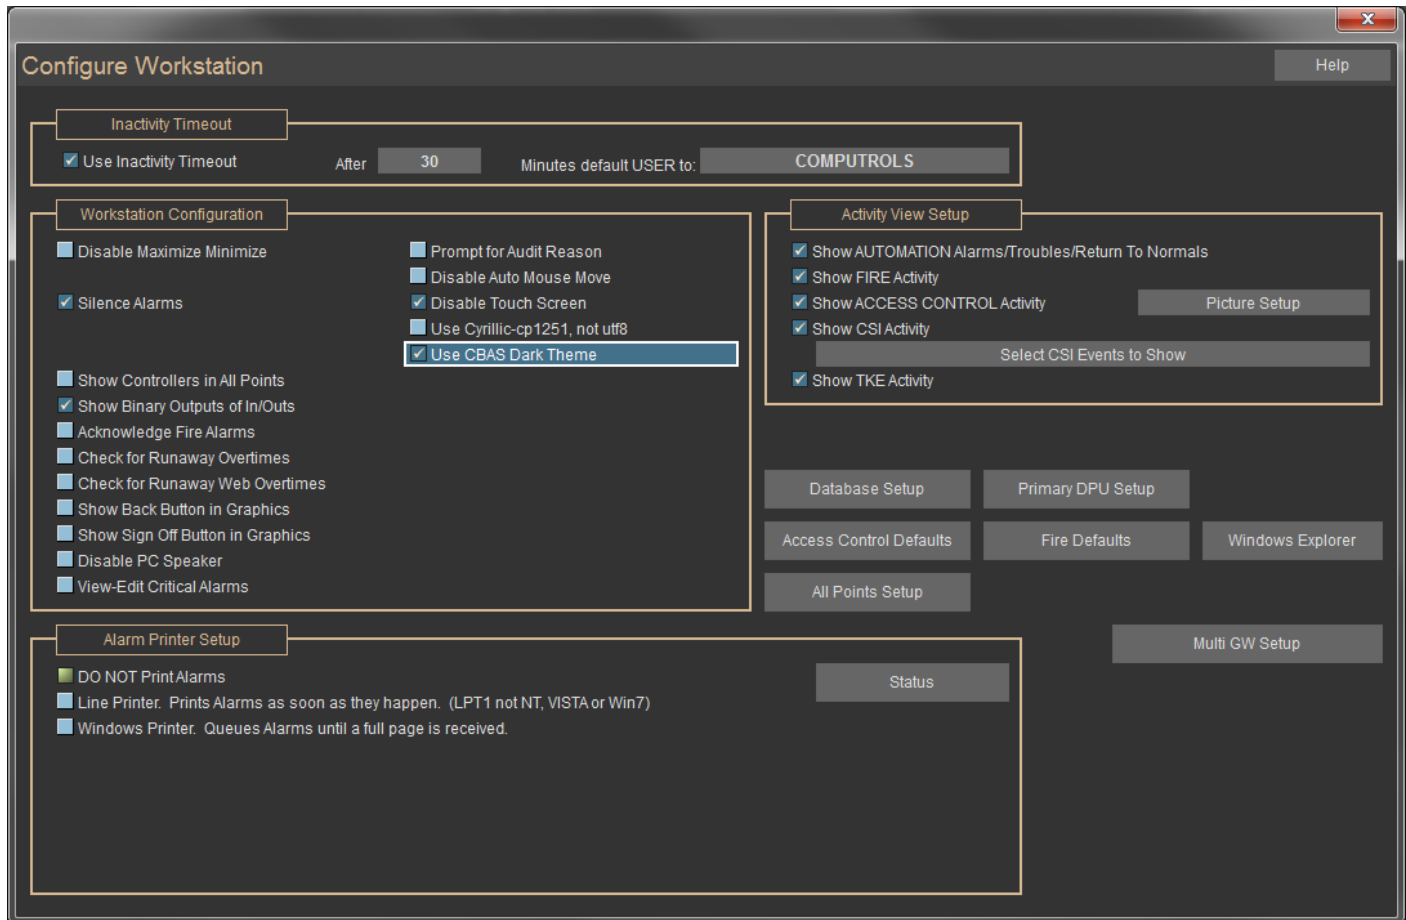 Configure Workstation
Help
Inactivity Timeout
Use Inactivity Timeout After 30 Minutes default USER to: COMPUTROLS
Workstation Configuration
Disable Maximize Minimize
Prompt for Audit Reason
Disable Auto Mouse Move
Silence Alarms
Disable Touch Screen
Use Cyrillic-cp1251, not utf8
Use CBAS Dark Theme
Show Controllers in All Points
Show Binary Outputs of In/Outs
Acknowledge Fire Alarms
Check for Runaway Overtimes
Check for Runaway Web Overtimes
Show Back Button in Graphics
Show Sign Off Button in Graphics
Disable PC Speaker
View-Edit Critical Alarms
Activity View Setup
Show AUTOMATION Alarms/Troubles/Return To Normals
Show FIRE Activity
Show ACCESS CONTROL Activity
Picture Setup
Show CSI Activity
Select CSI Events to Show
Show TKE Activity
Database Setup
Primary DPU Setup
Access Control Defaults
Fire Defaults
Windows Explorer
All Points Setup
Multi GW Setup
Alarm Printer Setup
DO NOT Print Alarms
Status
Line Printer. Prints Alarms as soon as they happen. (LPT1 not NT, VISTA or Win7)
Windows Printer. Queues Alarms until a full page is received.